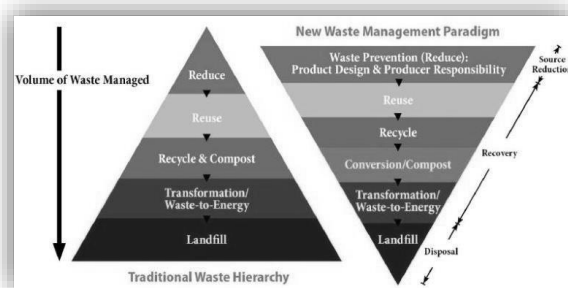 New Waste Management Paradigm
Volume of Waste Managed
Reduce
Reuse
Recycle & Compost
Transformation/
Waste-to-Energy
Landfill
Traditional Waste Hierarchy
Waste Prevention (Reduce):
Product Design & Producer Responsibility
Reuse
Recycle
Conversion/Compost
Transformation/
Waste-to-Energy
Landfill
Source
Reduction
Recovery
Disposal